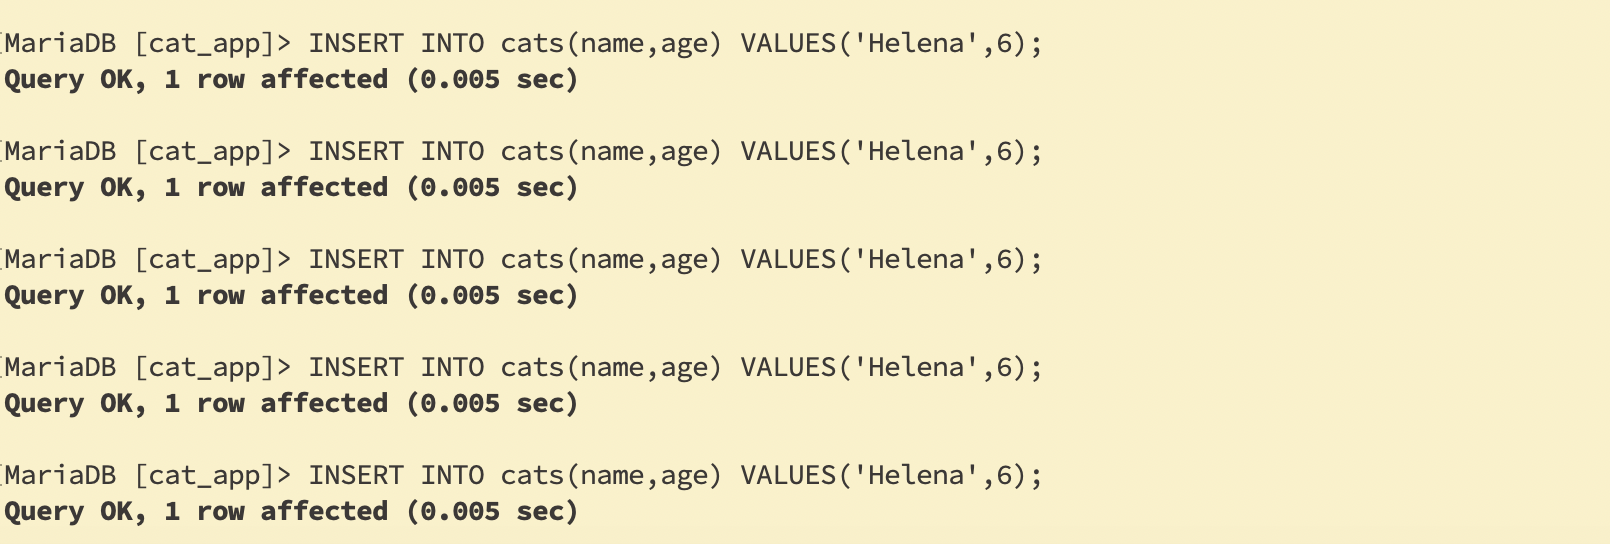 MariaDB [cat_app]> INSERT INTO cats(name,age) VALUES('Helena',6);
Query OK, 1 row affected (0.005 sec)
MariaDB [cat_app]> INSERT INTO cats(name,age) VALUES('Helena',6);
Query OK, 1 row affected (0.005 sec)
MariaDB [cat_app]> INSERT INTO cats(name,age) VALUES('Helena',6);
Query OK, 1 row affected (0.005 sec)
MariaDB [cat_app]> INSERT INTO cats(name,age) VALUES('Helena',6);
Query OK, 1 row affected (0.005 sec)
MariaDB [cat_app]> INSERT INTO cats(name,age) VALUES('Helena',6);
Query OK, 1 row affected (0.005 sec)